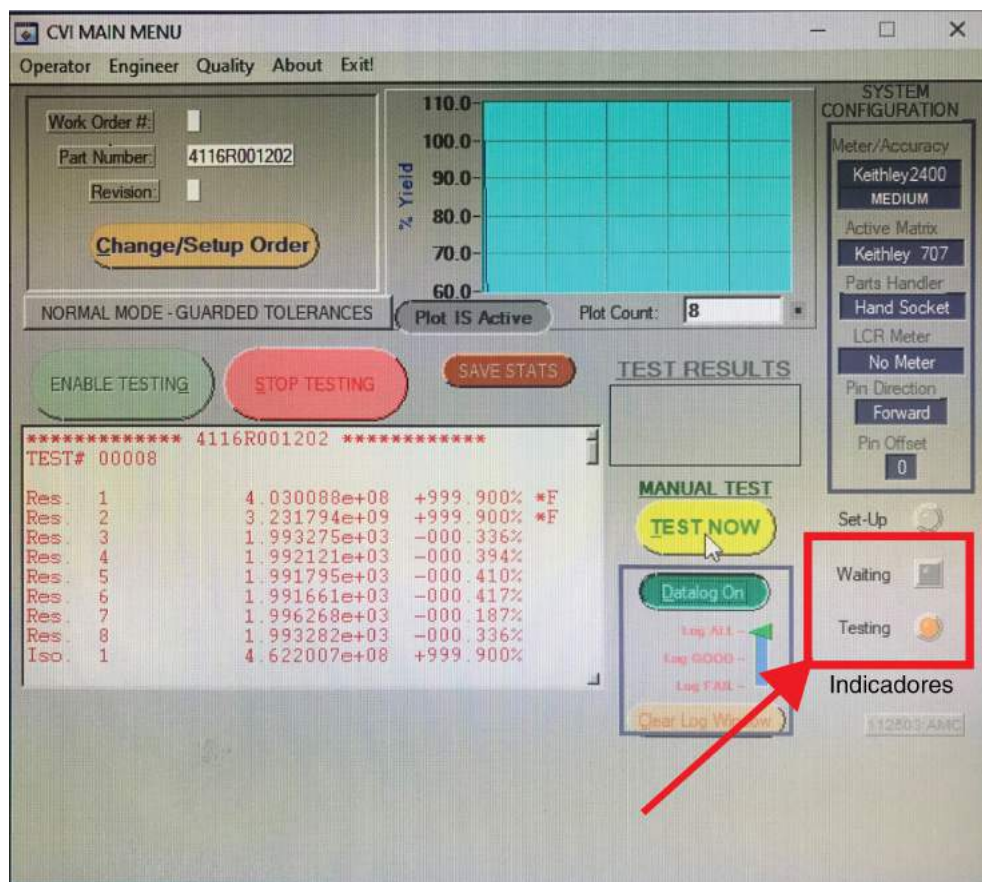 CVI MAIN MENU
Operator Engineer Quality About Exit!
Work Order #:
Part Number: 4116R001202
Revision:
Change/Setup Order
NORMAL MODE - GUARDED TOLERANCES
% Yield
110.0
100.0
90.0
80.0
70.0
60.0
Plot IS Active
Plot Count: 8
SYSTEM
CONFIGURATION
Meter/Accuracy
Keithley2400
MEDIUM
Active Matrix
Keithley 707
Parts Handler
Hand Socket
LCR Meter
No Meter
Pin Direction
Forward
Pin Offset
0
ENABLE TESTING
STOP TESTING
SAVE STATS
TEST RESULTS
************* 4116R001202 ************
TEST# 00008
Res. 1 4.030088e+08 +999.900% *F
Res. 2 3.231794e+09 +999.900% *F
Res. 3 1.993275e+03 -000.336%
Res. 4 1.992121e+03 -000.394%
Res. 5 1.991795e+03 -000.410%
Res. 6 1.991661e+03 -000.417%
Res. 7 1.996268e+03 -000.187%
Res. 8 1.993282e+03 -000.336%
Iso. 1 4.622007e+08 +999.900%
MANUAL TEST
TEST NOW
Datalog On
Log ALL -
Log GOOD -
Log FAIL -
Clear Log Window
Set-Up
Waiting
Testing
Indicadores